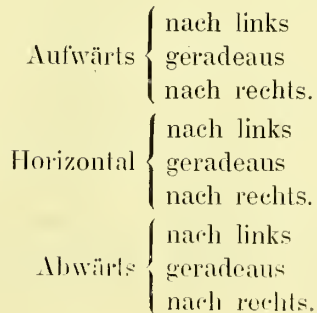 nach links
Aufwärts { geradeaus
nach rechts.
nach links
Horizontal { geradeaus
nach rechts.
nach links
Abwärts { geradeaus
nach rechts.